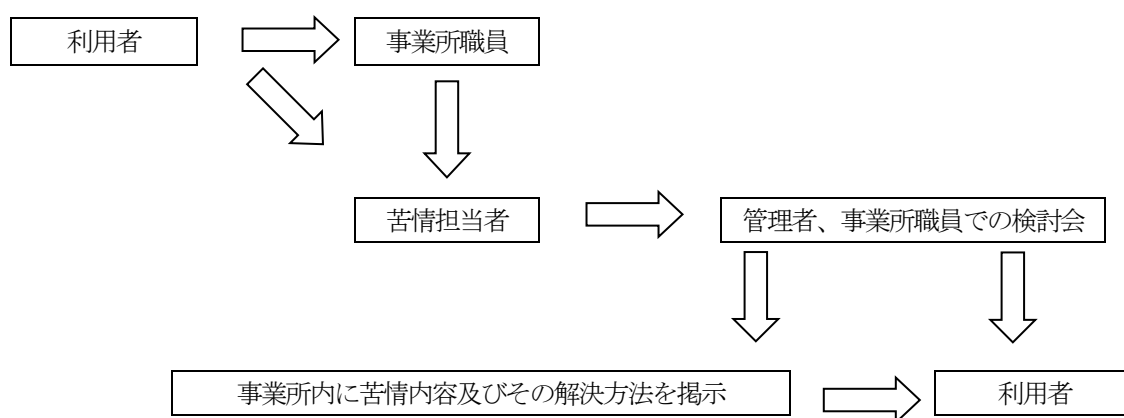 利用者
事業所職員
苦情担当者
管理者、事業所職員での検討会
事業所内に苦情内容及びその解決方法を掲示
利用者